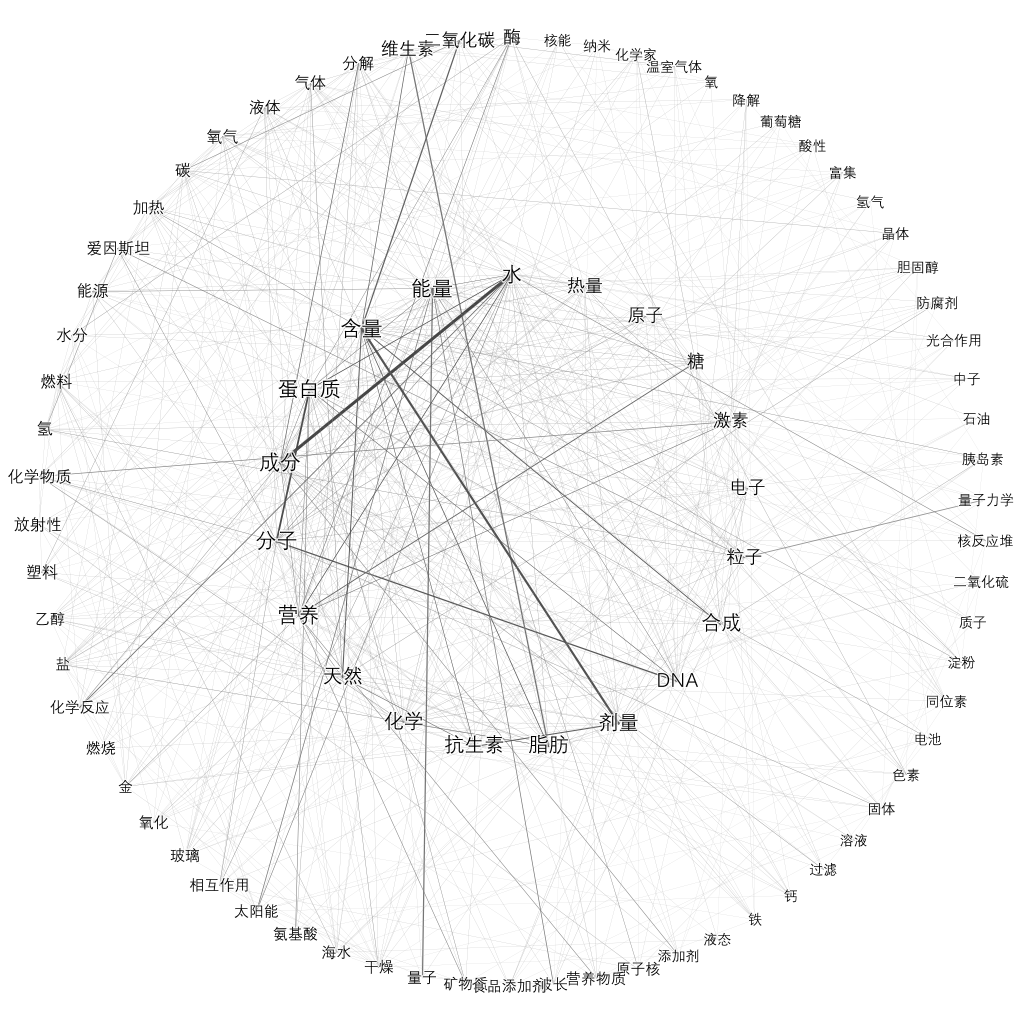 维生素
二氧化碳
酶
核能
纳米
化学家
温室气体
氧
降解
葡萄糖
酸性
富集
氢气
晶体
胆固醇
防腐剂
光合作用
中子
石油
胰岛素
量子力学
核反应堆
二氧化硫
质子
淀粉
同位素
电池
色素
固体
溶液
过滤
钙
铁
液态
添加剂
原子核
营养物质
波长
食品添加剂
矿物质
量子
干燥
海水
氨基酸
太阳能
相互作用
玻璃
氧化
金
燃烧
化学反应
盐
乙醇
塑料
放射性
化学物质
氢
燃料
水分
能源
爱因斯坦
加热
碳
氧气
液体
气体
分解
水
热量
原子
糖
激素
电子
粒子
合成
DNA
剂量
脂肪
抗生素
化学
天然
营养
分子
成分
蛋白质
含量
能量